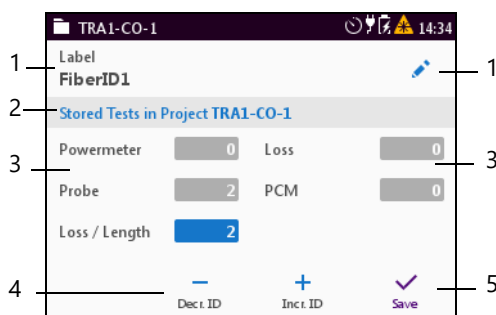 TRA1-CO-1 14:34
1 Label 1
FiberID1
2 Stored Tests in Project TRA1-CO-1
3 Powermeter 0 Loss 0 3
Probe 2 PCM 0
Loss / Length 2
4 − + 5
Decr. ID Incr. ID Save